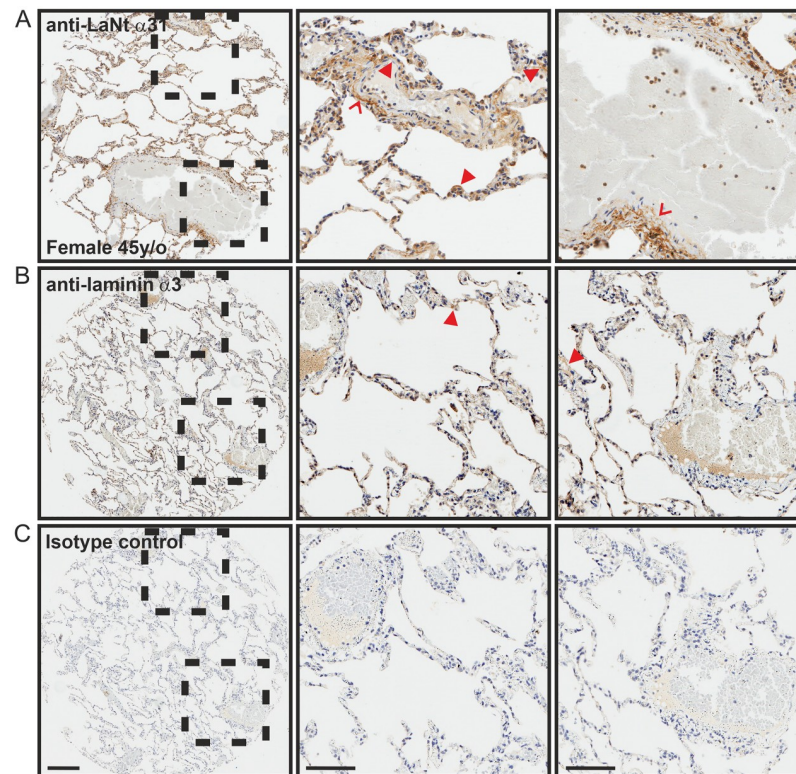 A
anti-LaNt α31
Female 45y/o
B
anti-laminin α3
C
Isotype control